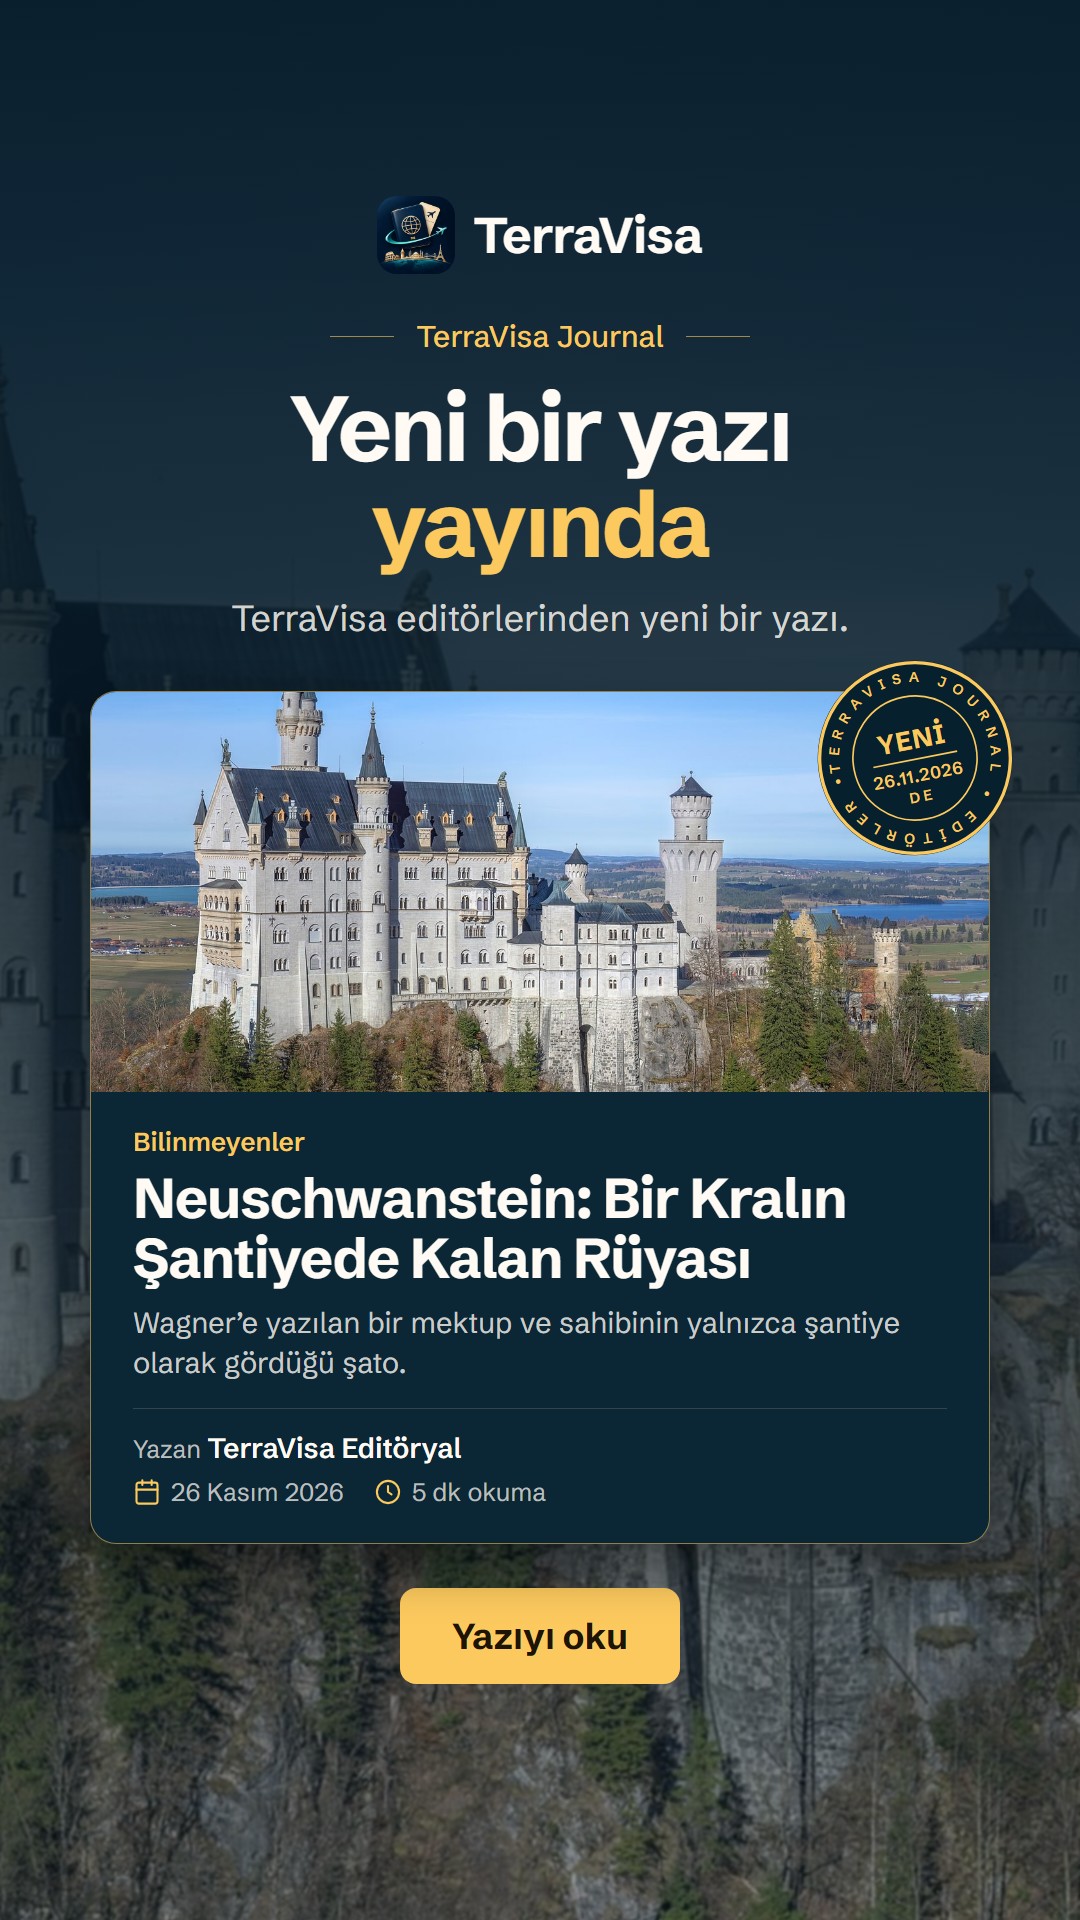 TerraVisa
TerraVisa Journal
Yeni bir yazı
yayında
TerraVisa editörlerinden yeni bir yazı.
TERRAVISA JOURNAL • EDİTÖRLER •
YENİ
26.11.2026
DE
Bilinmeyenler
Neuschwanstein: Bir Kralın
Şantiyede Kalan Rüyası
Wagner’e yazılan bir mektup ve sahibinin yalnızca şantiye
olarak gördüğü şato.
Yazan TerraVisa Editöryal
26 Kasım 2026 5 dk okuma
Yazıyı oku